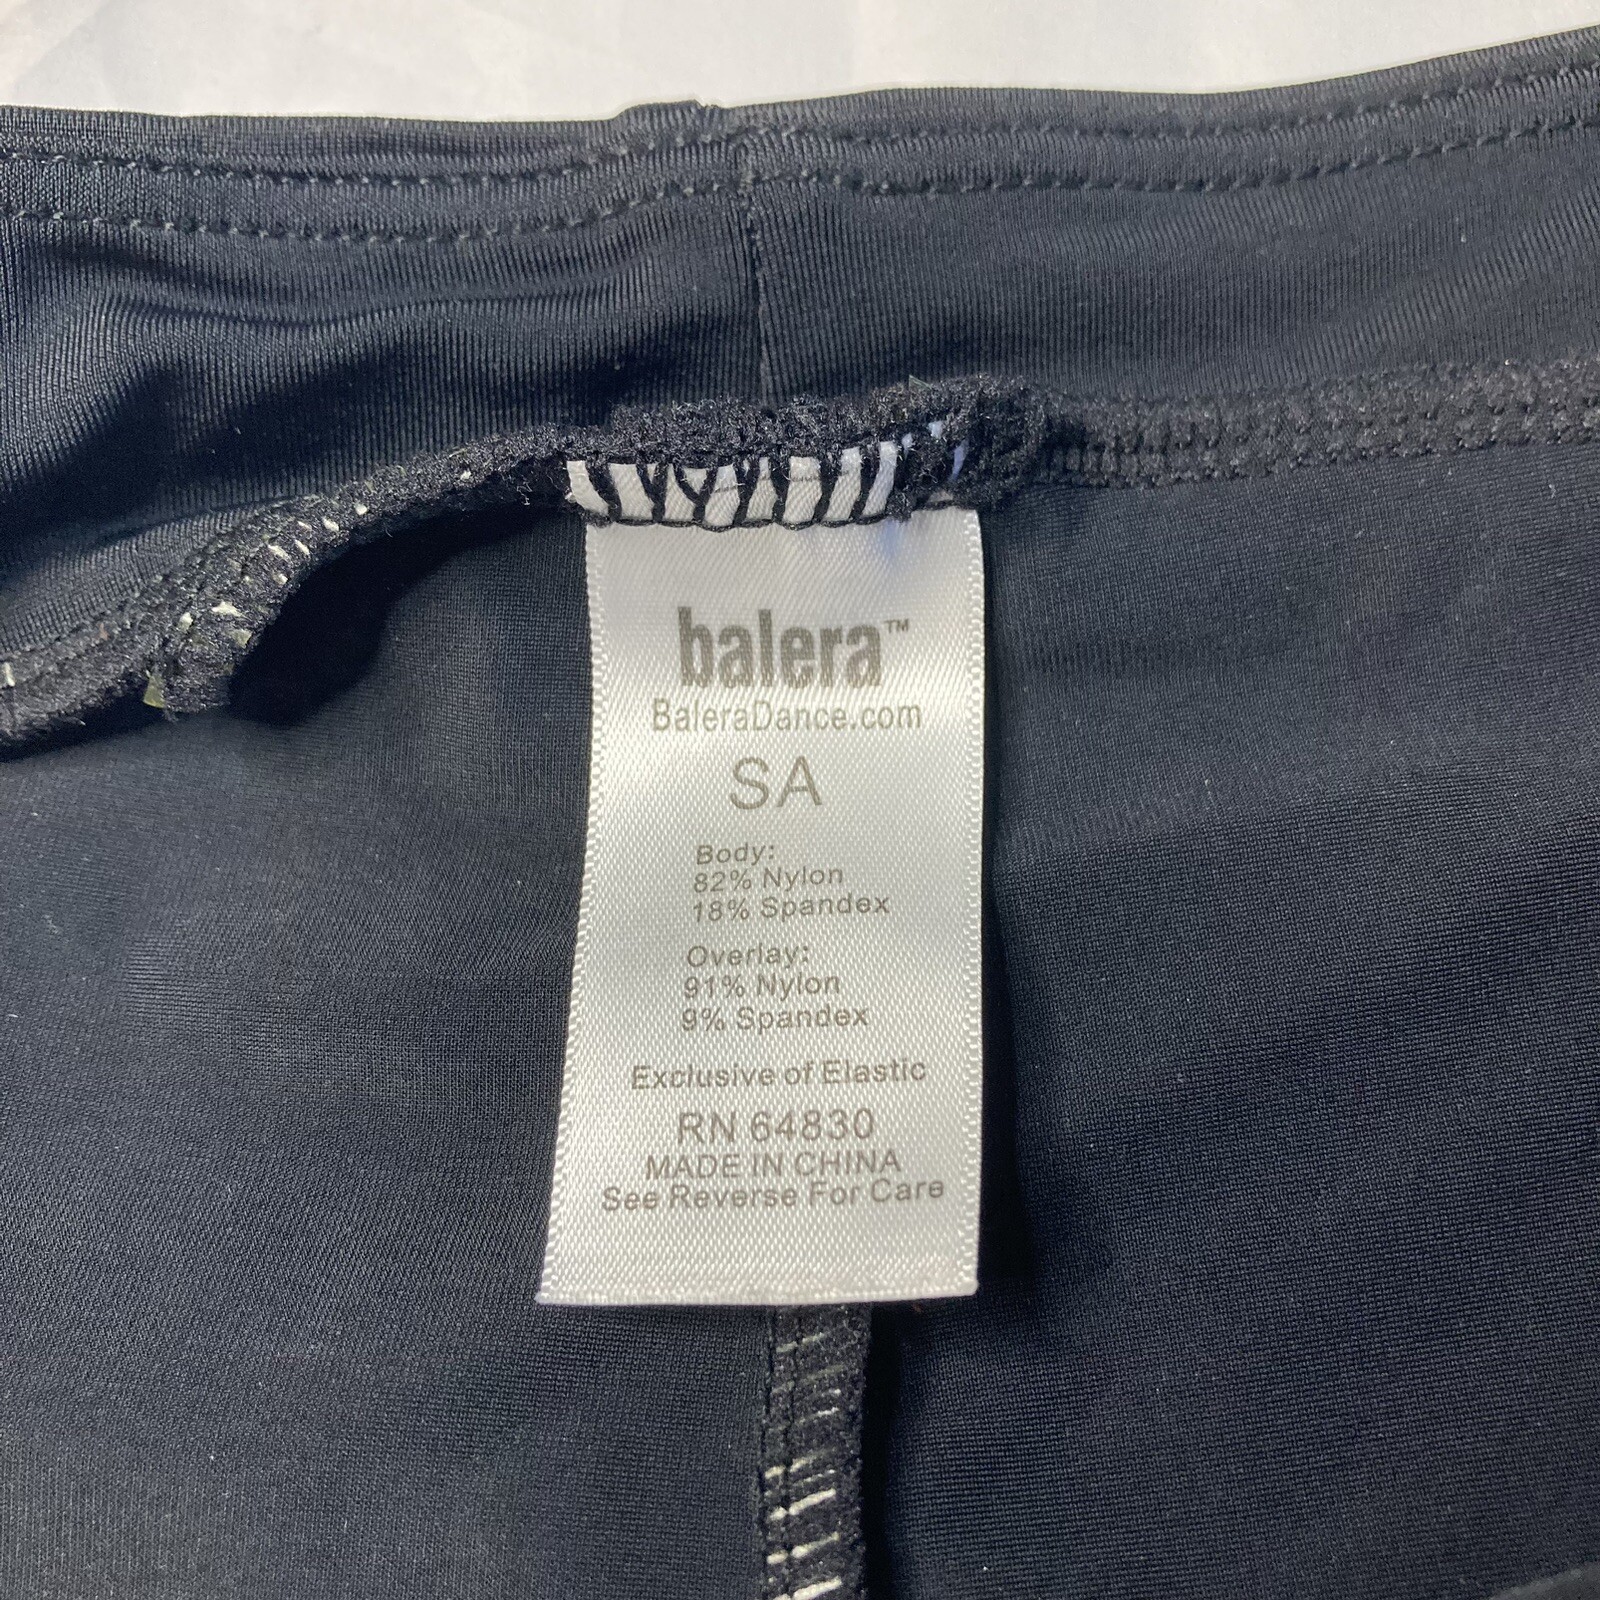 balera™
BaleraDance.com
SA
Body:
82% Nylon
18% Spandex
Overlay:
91% Nylon
9% Spandex
Exclusive of Elastic
RN 64830
MADE IN CHINA
See Reverse For Care